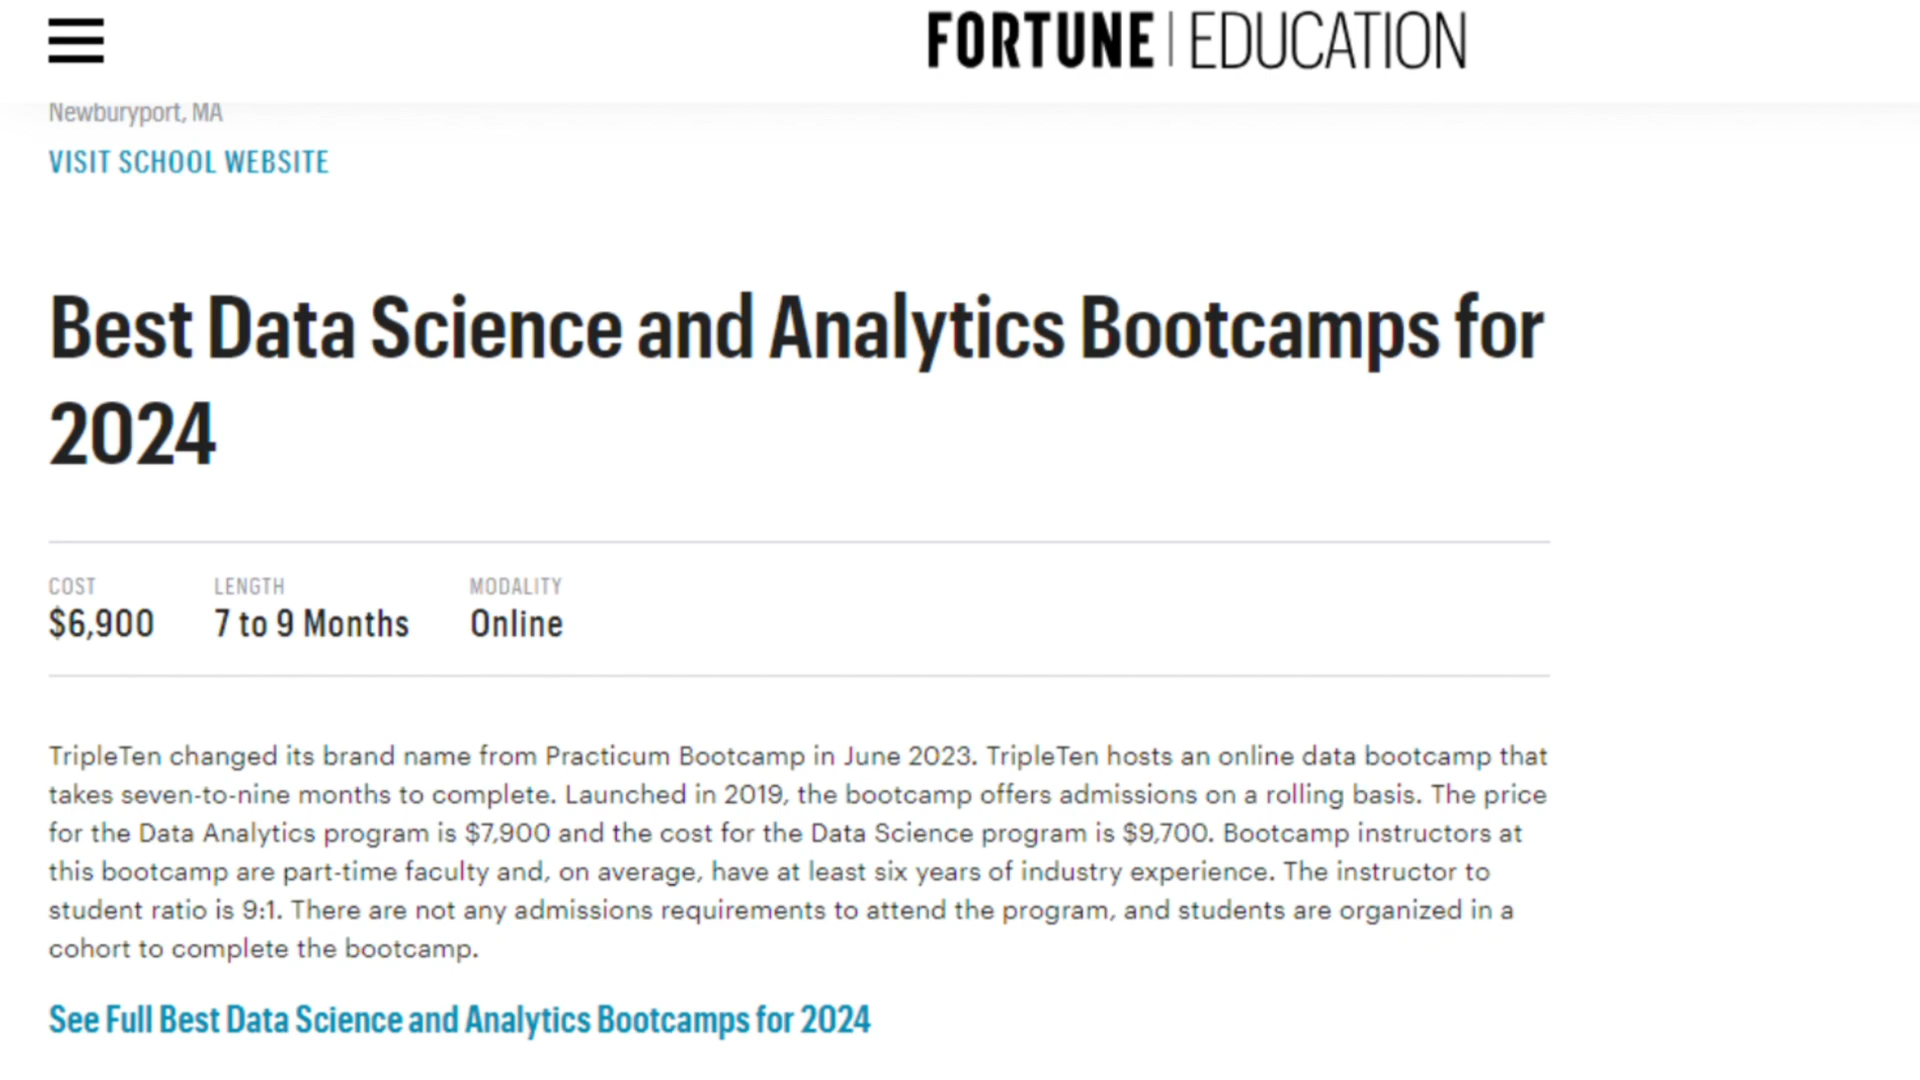 FORTUNE | EDUCATION
Newburyport, MA
VISIT SCHOOL WEBSITE
Best Data Science and Analytics Bootcamps for
2024
COST LENGTH MODALITY
$6,900 7 to 9 Months Online
TripleTen changed its brand name from Practicum Bootcamp in June 2023. TripleTen hosts an online data bootcamp that
takes seven-to-nine months to complete. Launched in 2019, the bootcamp offers admissions on a rolling basis. The price
for the Data Analytics program is $7,900 and the cost for the Data Science program is $9,700. Bootcamp instructors at
this bootcamp are part-time faculty and, on average, have at least six years of industry experience. The instructor to
student ratio is 9:1. There are not any admissions requirements to attend the program, and students are organized in a
cohort to complete the bootcamp.
See Full Best Data Science and Analytics Bootcamps for 2024